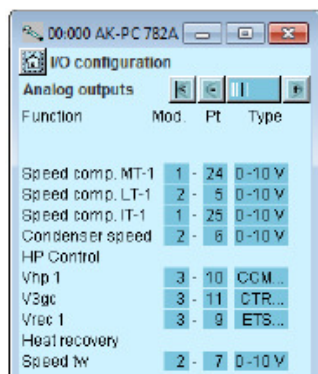 00:000 AK-PC 782A
I/O configuration
Analog outputs
Function Mod. Pt Type
Speed comp. MT-1 1 - 24 0-10 V
Speed comp. LT-1 2 - 5 0-10 V
Speed comp. IT-1 1 - 25 0-10 V
Condenser speed 2 - 6 0-10 V
HP Control
Vhp 1 3 - 10 CCM...
V3gc 3 - 11 CTR...
Vrec 1 3 - 9 ETS...
Heat recovery
Speed tw 2 - 7 0-10 V